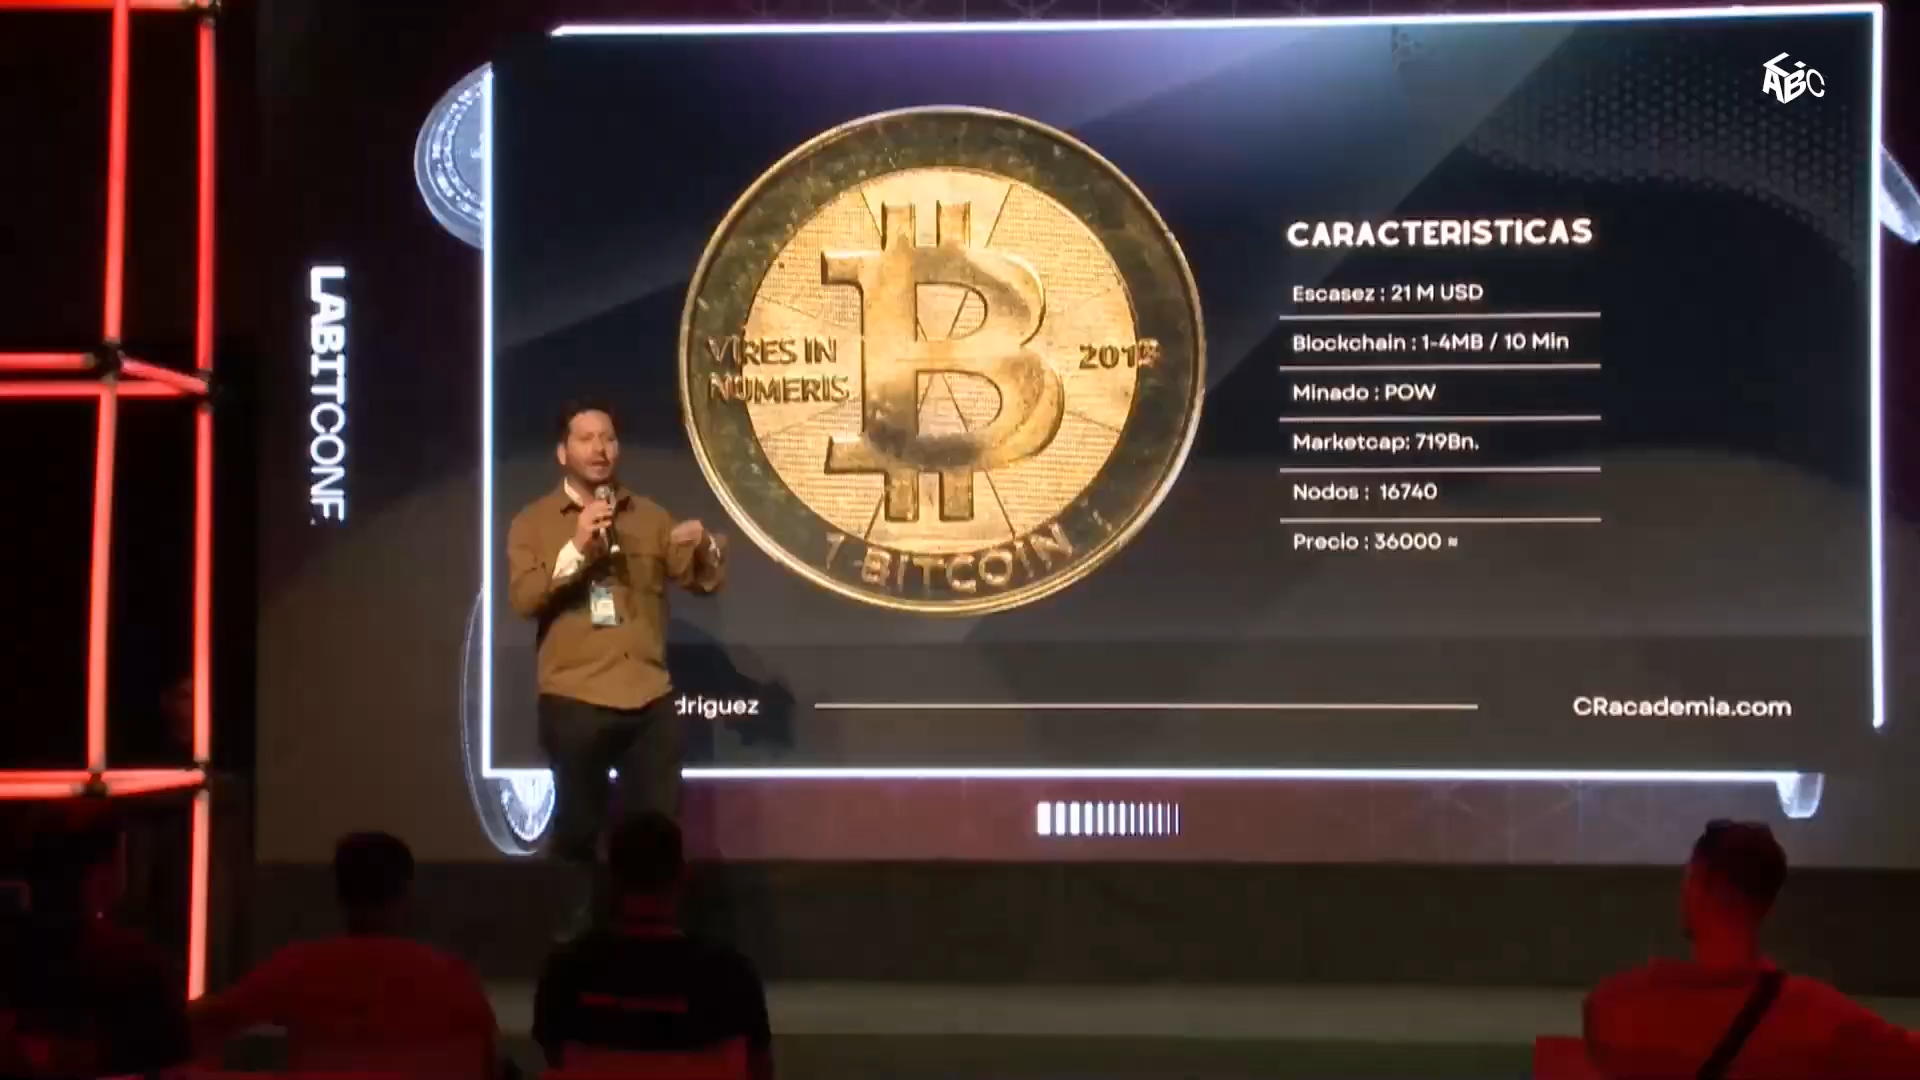 ABC
LABITCONF.
VIRES IN
NUMERIS
1 BITCOIN
CARACTERISTICAS
Escasez : 21 M USD
Blockchain : 1-4MB / 10 Min
Minado : POW
Marketcap: 719Bn.
Nodos : 16740
Precio : 36000 ≈
driguez
CRacademia.com